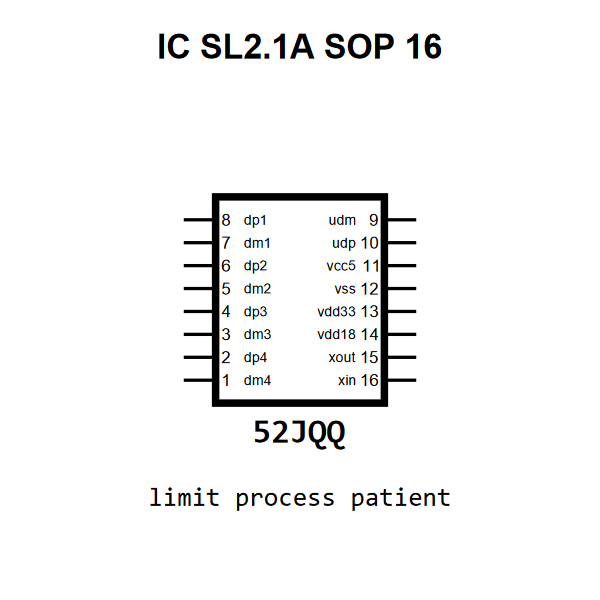 IC SL2.1A SOP 16
8 dp1 udm 9
7 dm1 udp 10
6 dp2 vcc5 11
5 dm2 vss 12
4 dp3 vdd33 13
3 dm3 vdd18 14
2 dp4 xout 15
1 dm4 xin 16
52JQQ
limit process patient